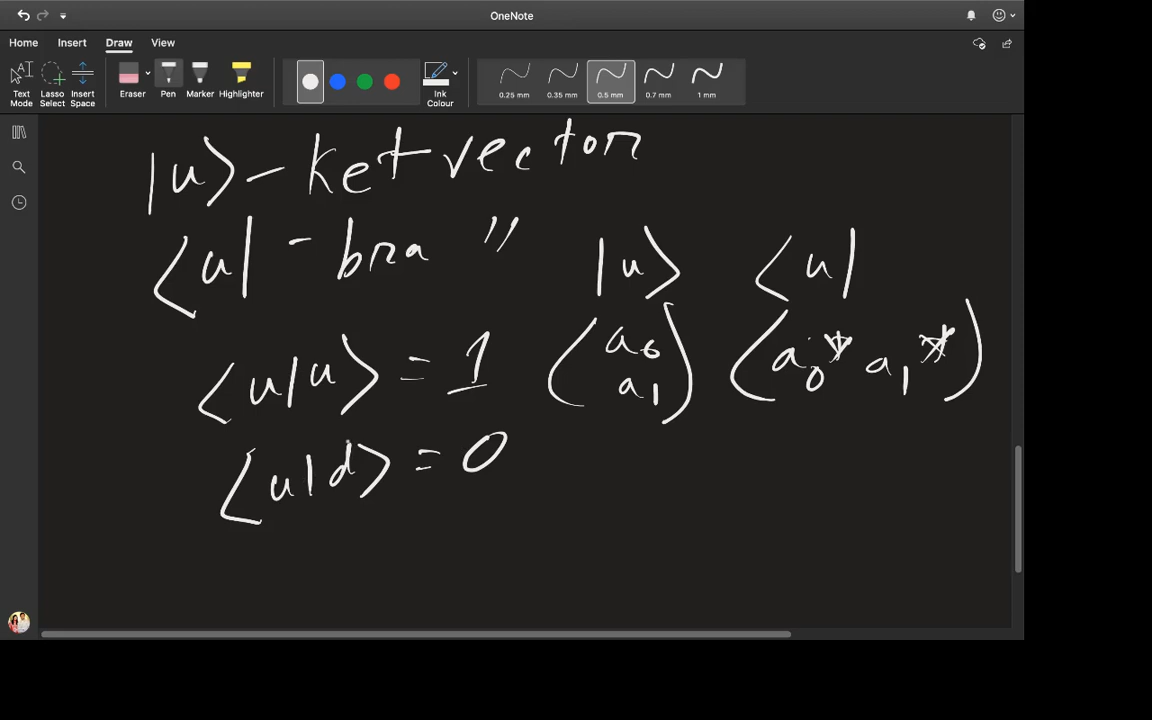 OneNote
Home Insert Draw View
Text Mode Lasso Select Insert Space Eraser Pen Marker Highlighter Ink Colour 0.25 mm 0.35 mm 0.5 mm 0.7 mm 1 mm
|u⟩ - ket vector
⟨u| - bra "
|u⟩ ⟨u|
⟨u|u⟩ = 1
(a₀ a₁) (a₀* a₁*)
⟨u|d⟩ = 0